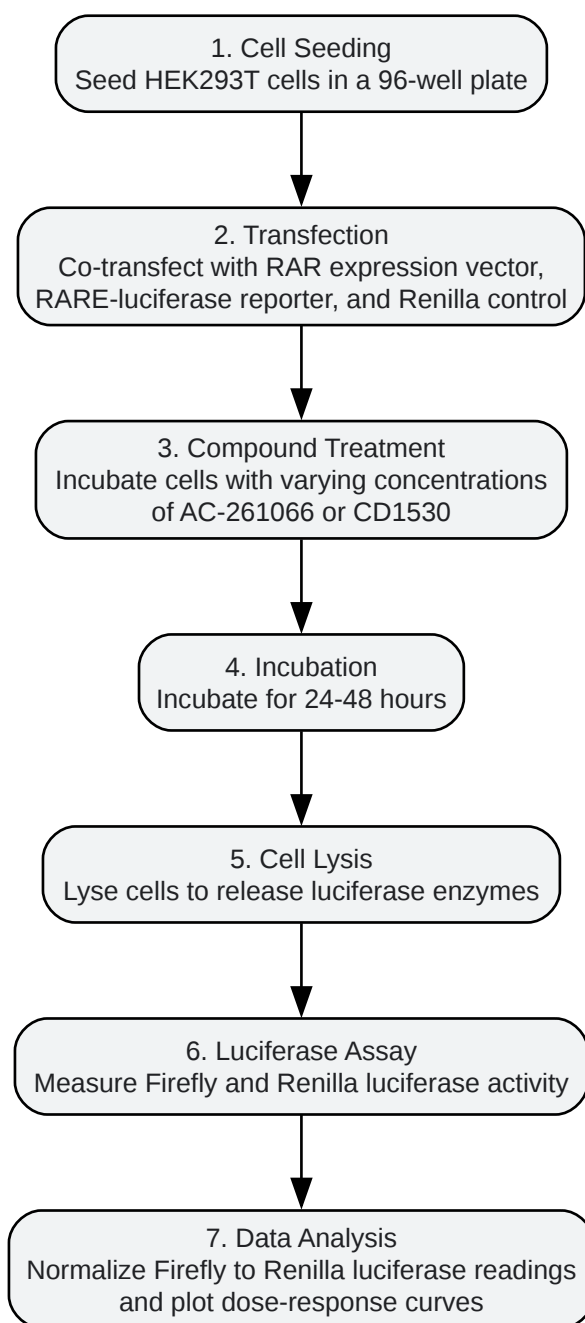 1. Cell Seeding
Seed HEK293T cells in a 96-well plate
2. Transfection
Co-transfect with RAR expression vector,
RARE-luciferase reporter, and Renilla control
3. Compound Treatment
Incubate cells with varying concentrations
of AC-261066 or CD1530
4. Incubation
Incubate for 24-48 hours
5. Cell Lysis
Lyse cells to release luciferase enzymes
6. Luciferase Assay
Measure Firefly and Renilla luciferase activity
7. Data Analysis
Normalize Firefly to Renilla luciferase readings
and plot dose-response curves